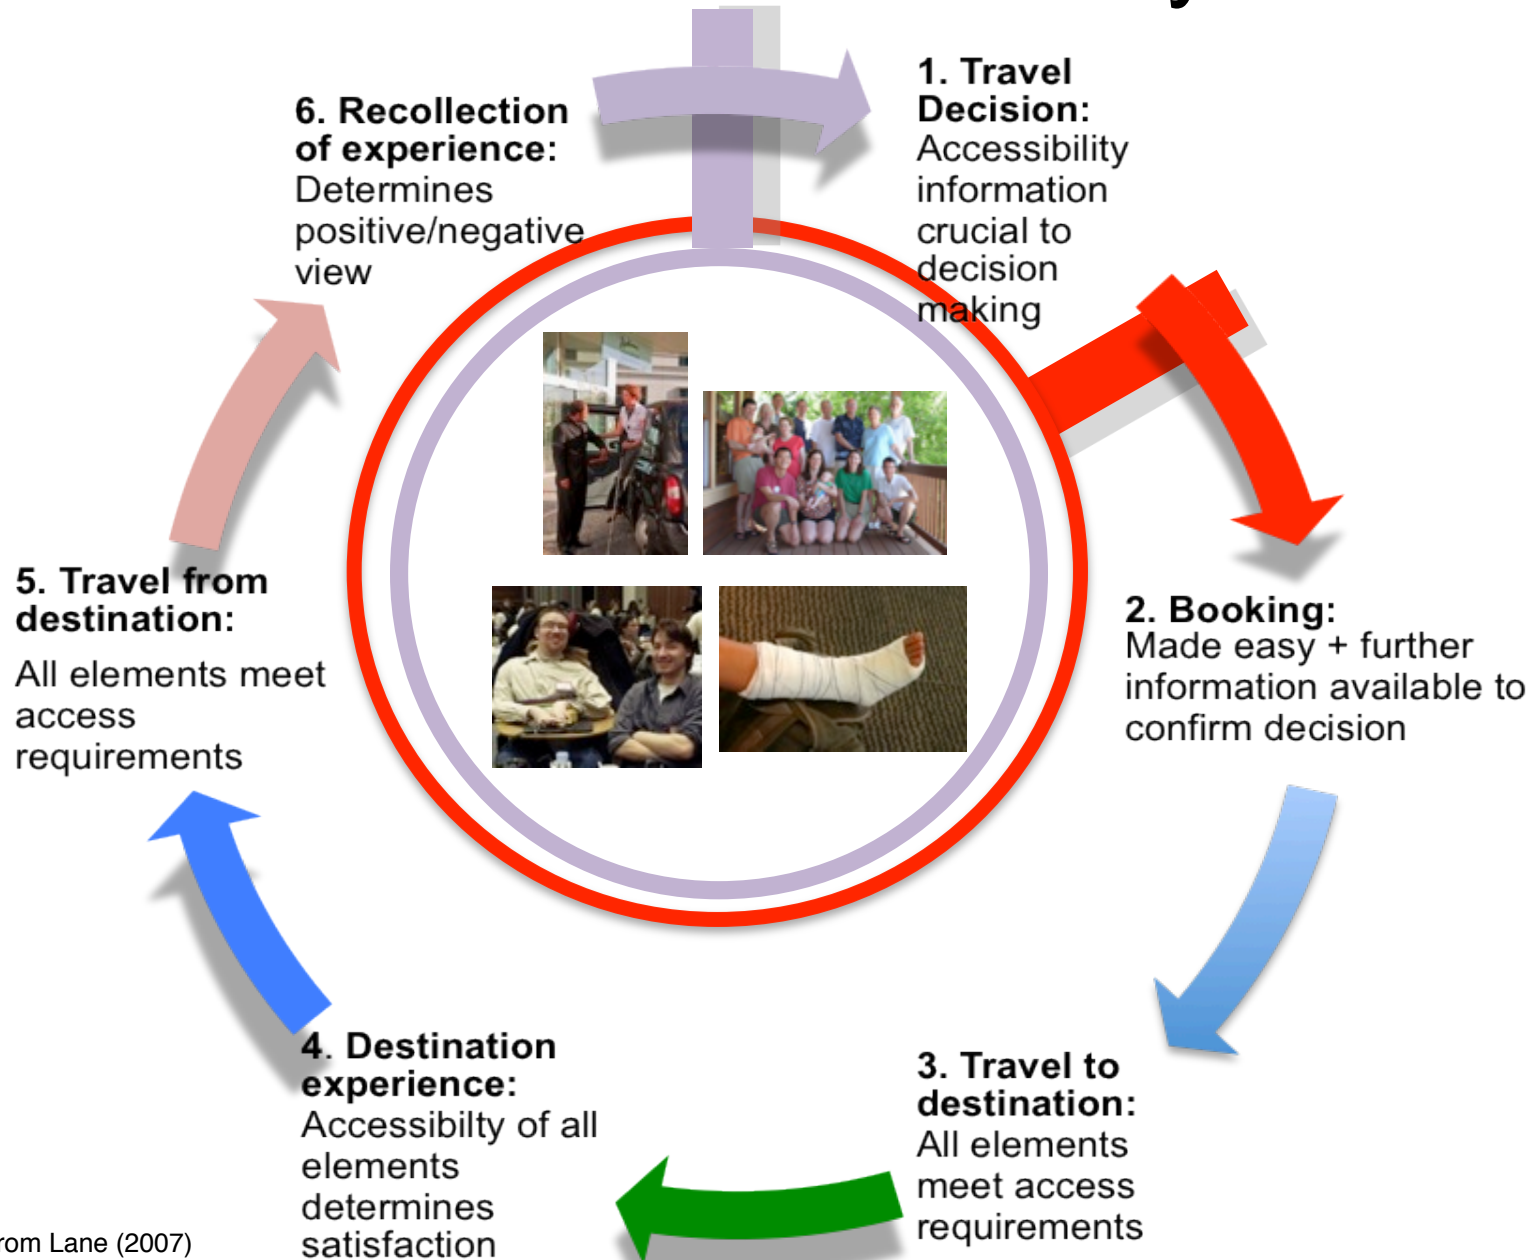 1. Travel
Decision:
Accessibility
information
crucial to
decision
making
2. Booking:
Made easy + further
information available to
confirm decision
3. Travel to
destination:
All elements
meet access
requirements
4. Destination
experience:
Accessibilty of all
elements
determines
satisfaction
5. Travel from
destination:
All elements meet
access
requirements
6. Recollection
of experience:
Determines
positive/negative
view
rom Lane (2007)